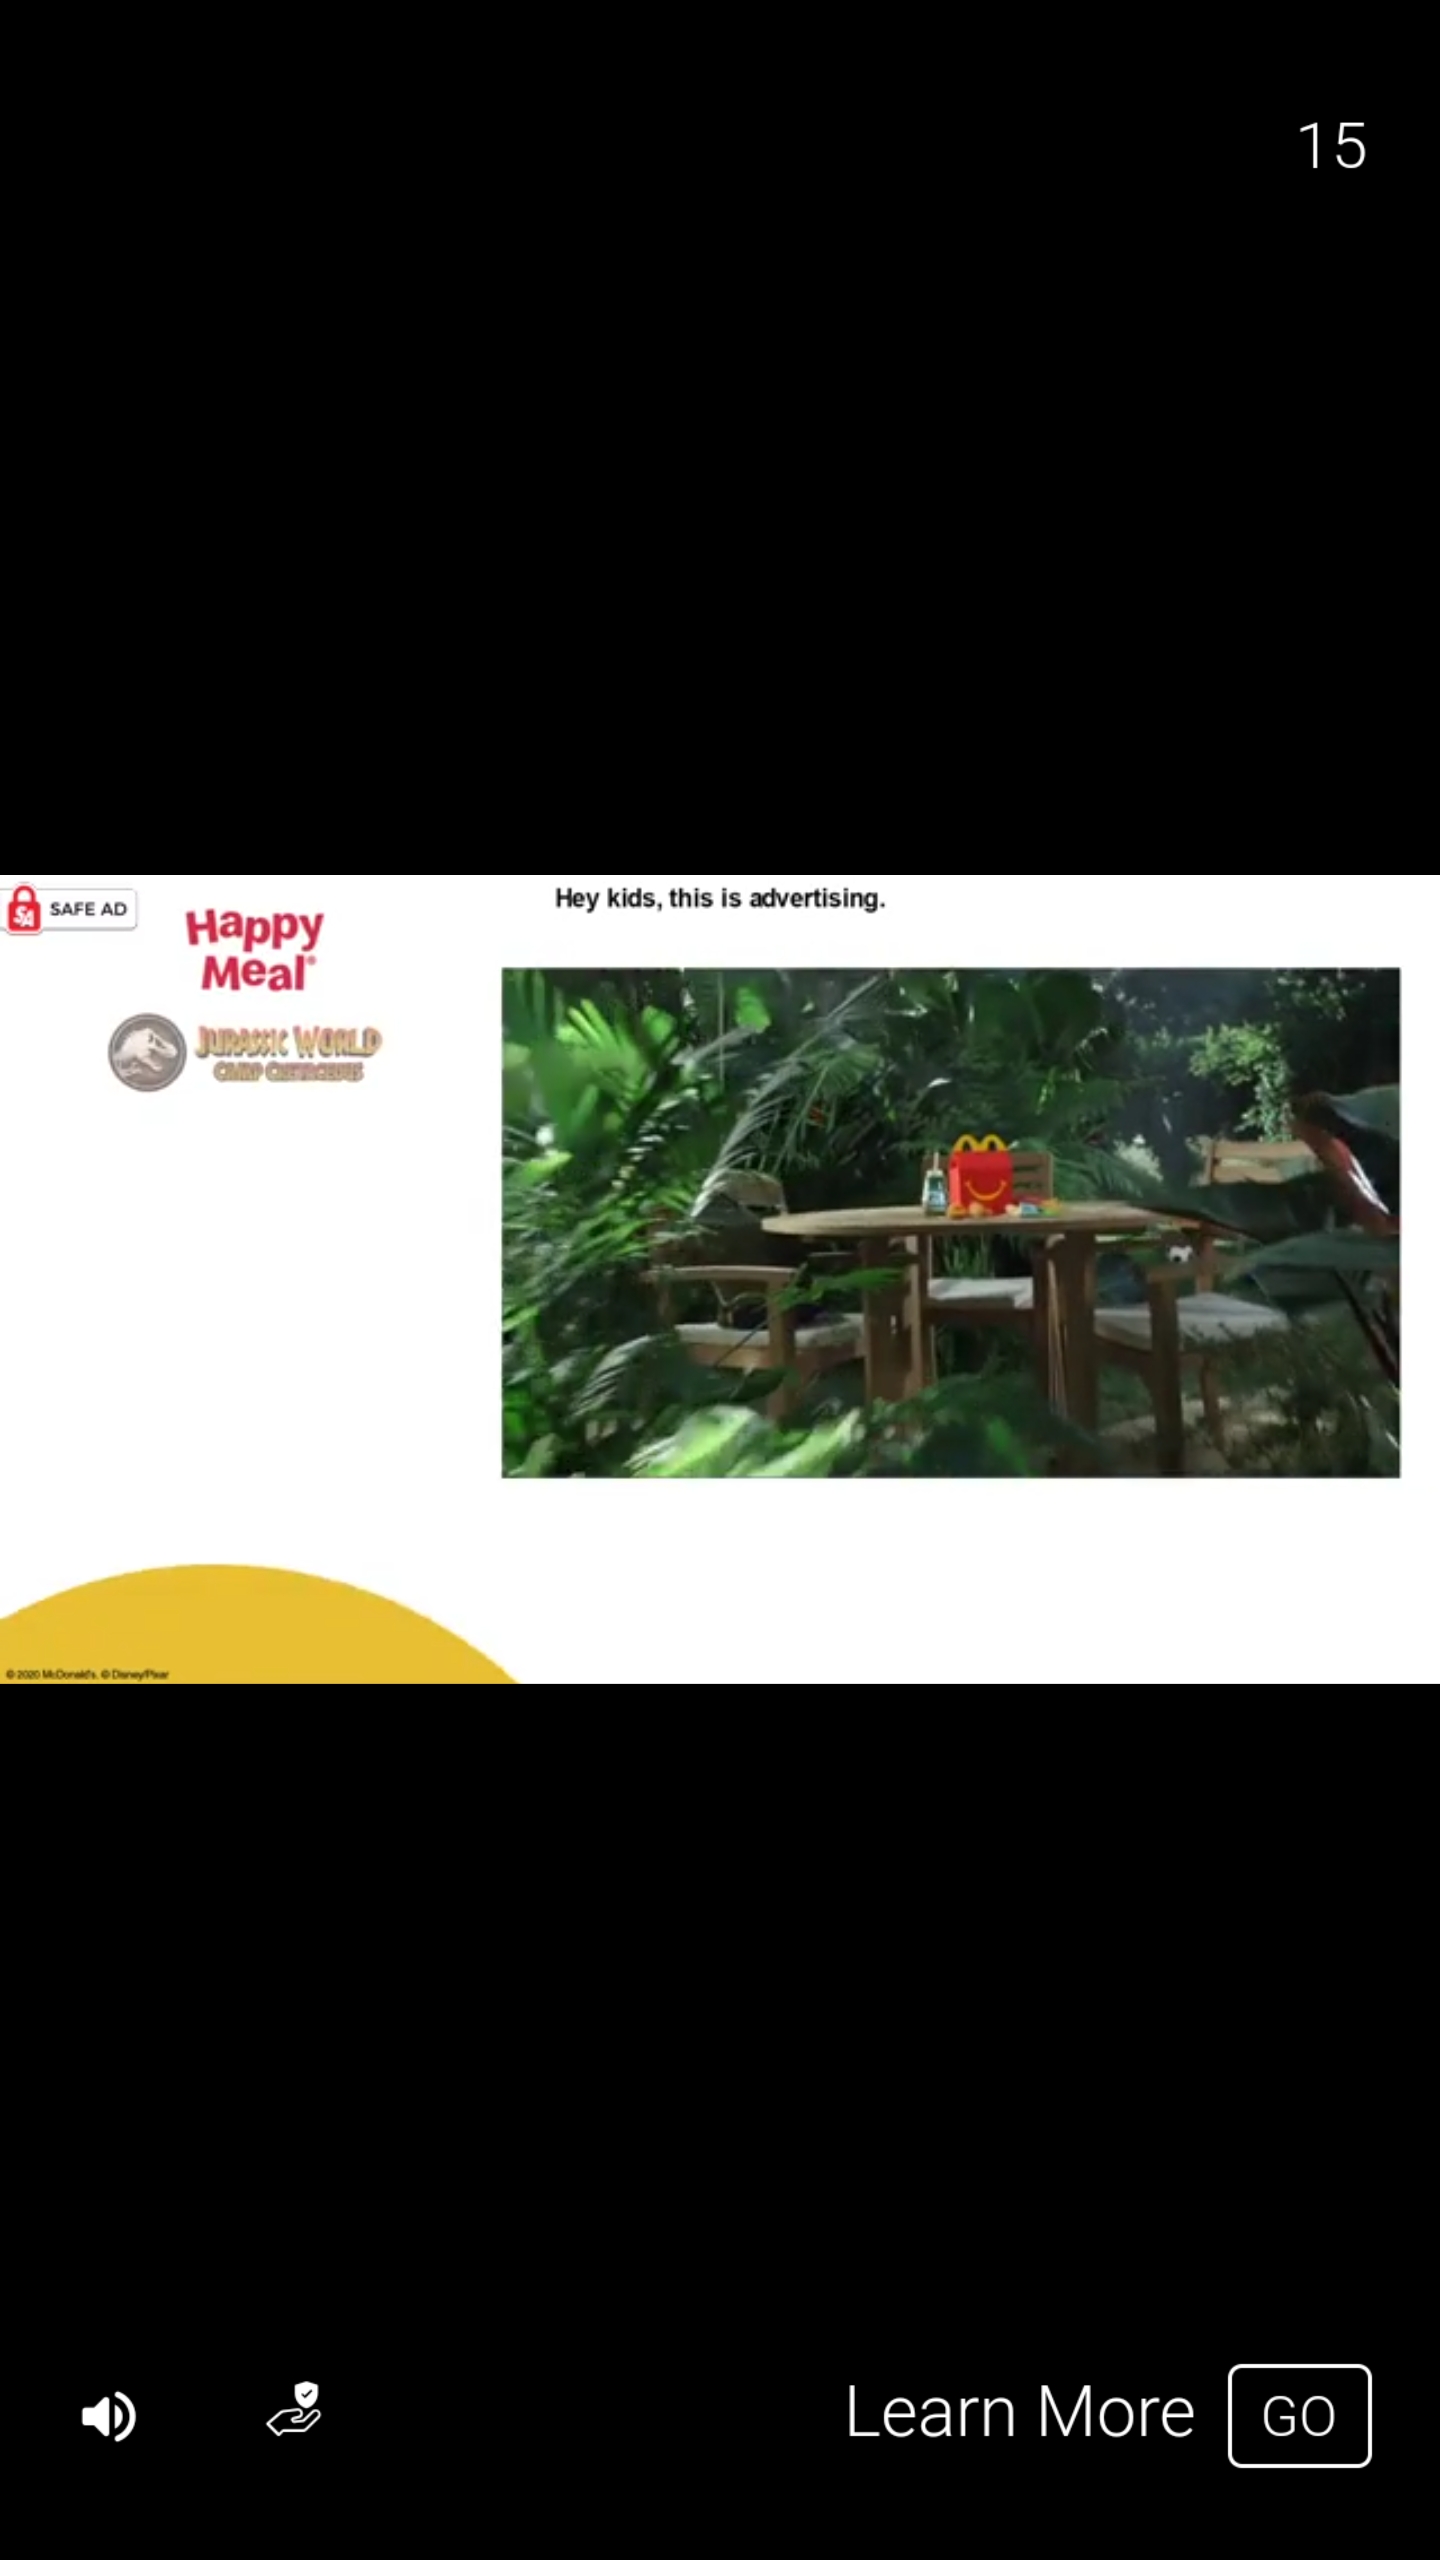 15
SAFE AD
Hey kids, this is advertising.
Happy
Meal®
JURASSIC WORLD
CAMP CRETACEOUS
© 2020 McDonald's. © Disney/Pixar
Learn More
GO